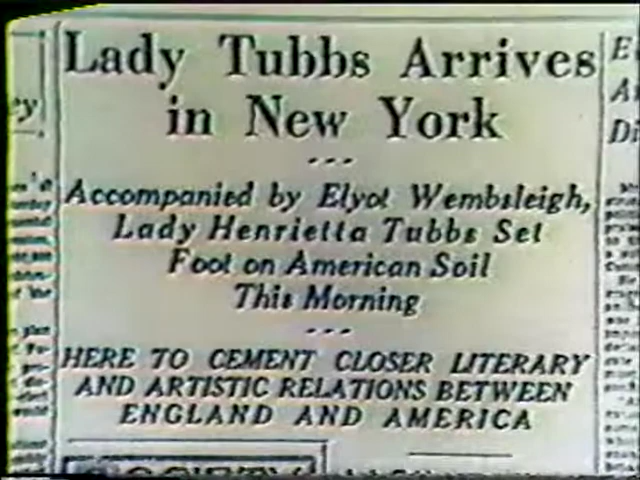 Lady Tubbs Arrives
in New York
Accompanied by Elyot Wembsleigh,
Lady Henrietta Tubbs Set
Foot on American Soil
This Morning
HERE TO CEMENT CLOSER LITERARY
AND ARTISTIC RELATIONS BETWEEN
ENGLAND AND AMERICA